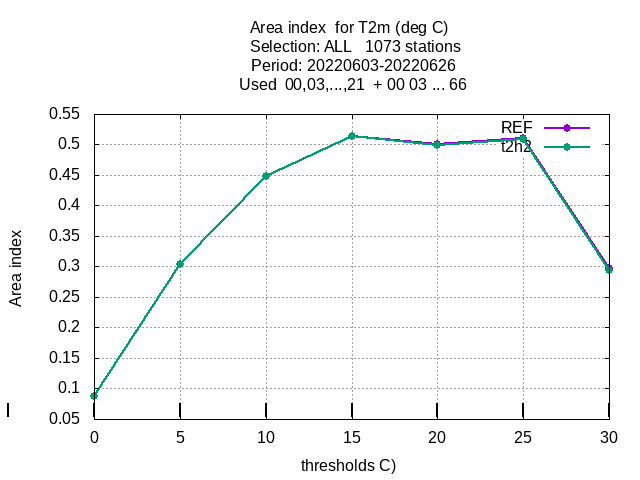 Area index for T2m (deg C)
Selection: ALL 1073 stations
Period: 20220603-20220626
Used 00,03,...,21 + 00 03 ... 66
0.55
0.5
0.45
0.4
0.35
0.3
0.25
0.2
0.15
0.1
0.05
Area index
REF
t2h2
0 5 10 15 20 25 30
thresholds C)